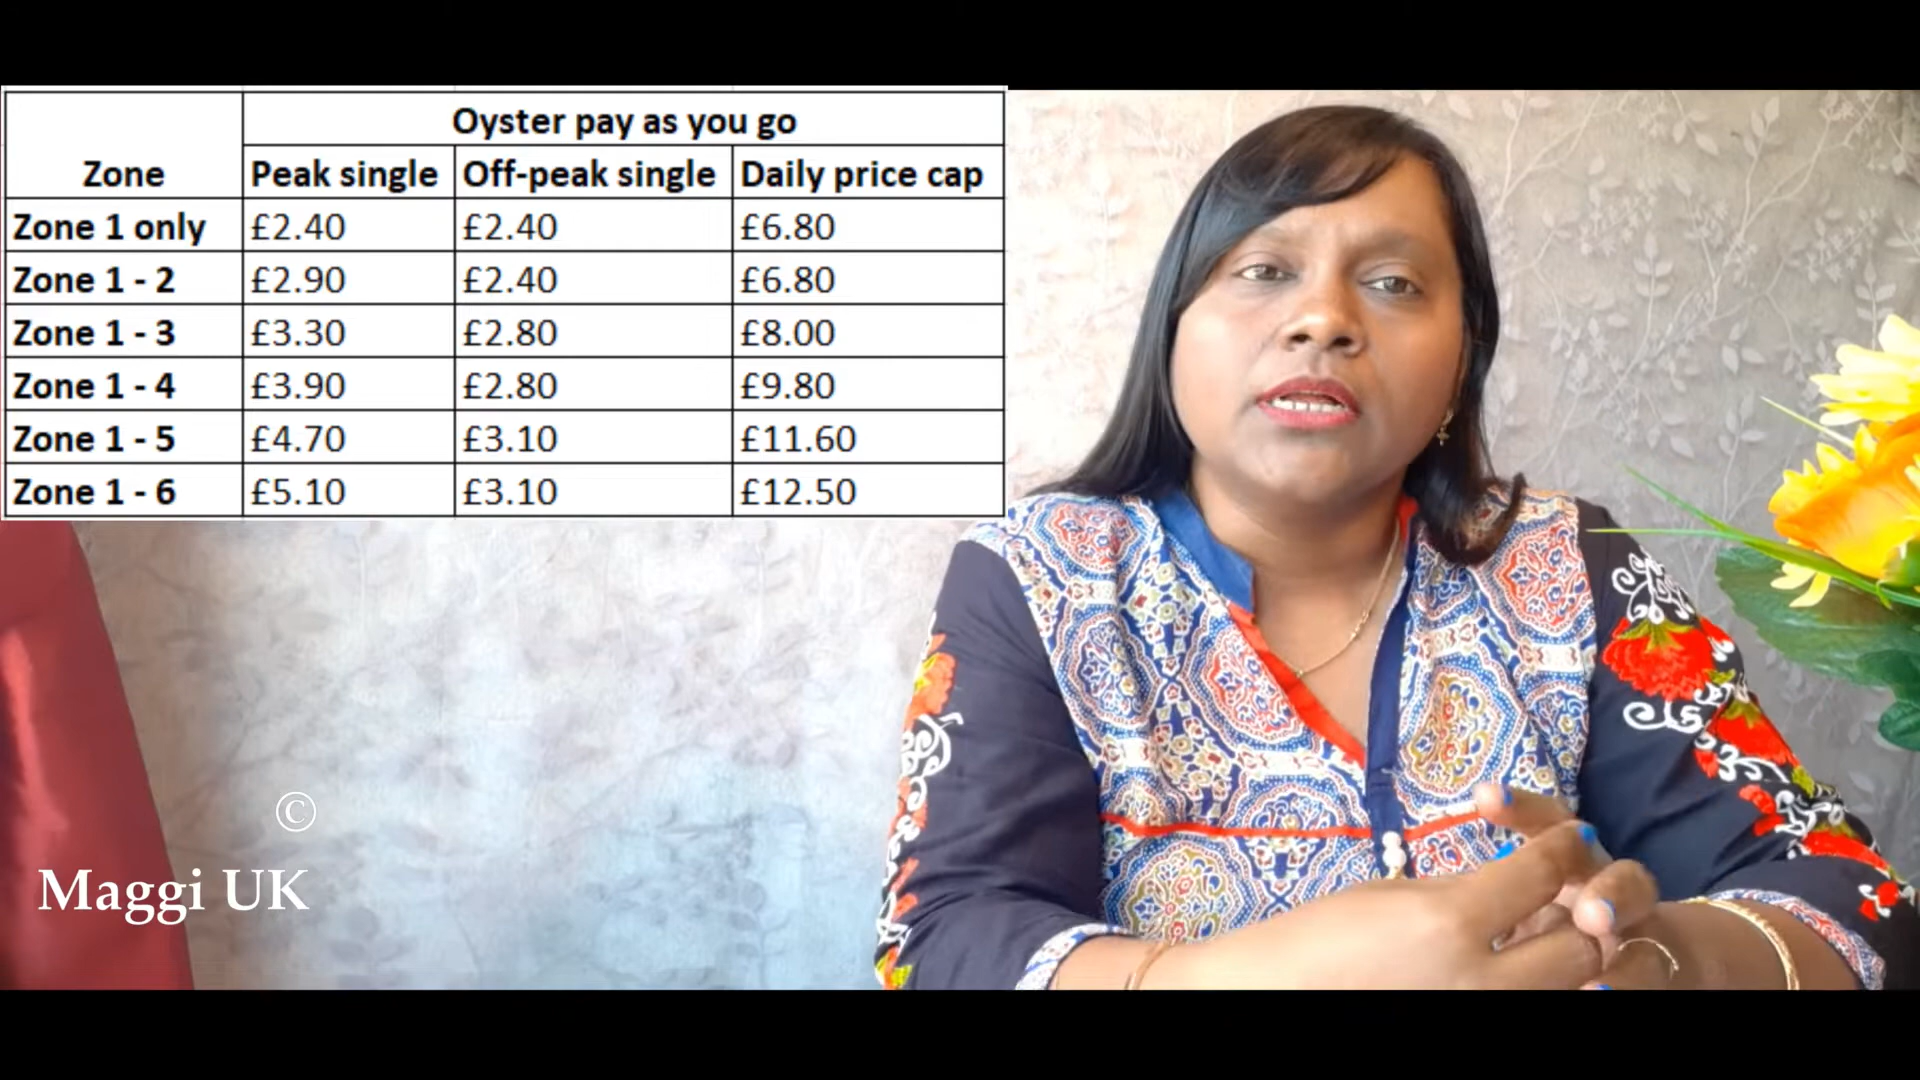 Oyster pay as you go
Zone Peak single Off-peak single Daily price cap
Zone 1 only £2.40 £2.40 £6.80
Zone 1 - 2 £2.90 £2.40 £6.80
Zone 1 - 3 £3.30 £2.80 £8.00
Zone 1 - 4 £3.90 £2.80 £9.80
Zone 1 - 5 £4.70 £3.10 £11.60
Zone 1 - 6 £5.10 £3.10 £12.50
©
Maggi UK